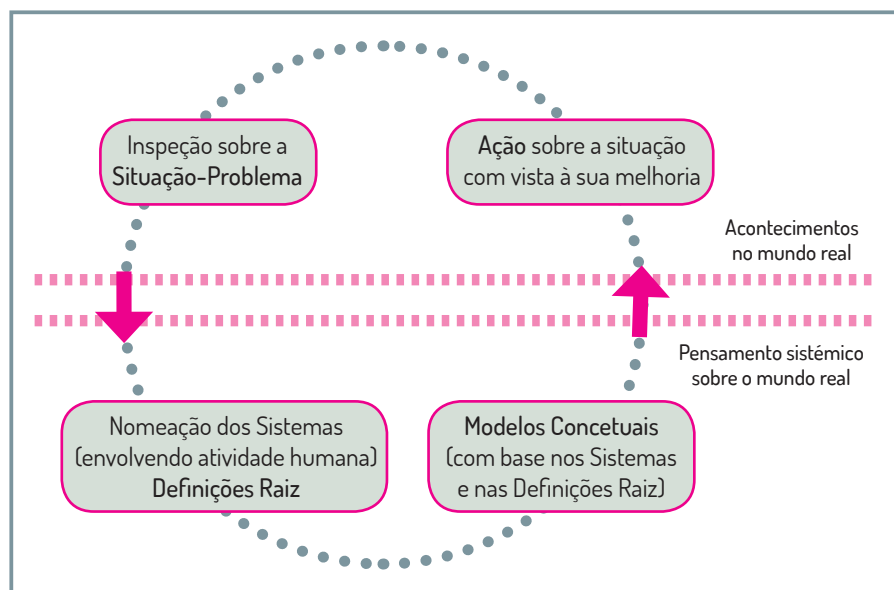 Inspeção sobre a
Situação-Problema
Ação sobre a situação
com vista à sua melhoria
Acontecimentos
no mundo real
Pensamento sistémico
sobre o mundo real
Nomeação dos Sistemas
(envolvendo atividade humana)
Definições Raiz
Modelos Concetuais
(com base nos Sistemas
e nas Definições Raiz)